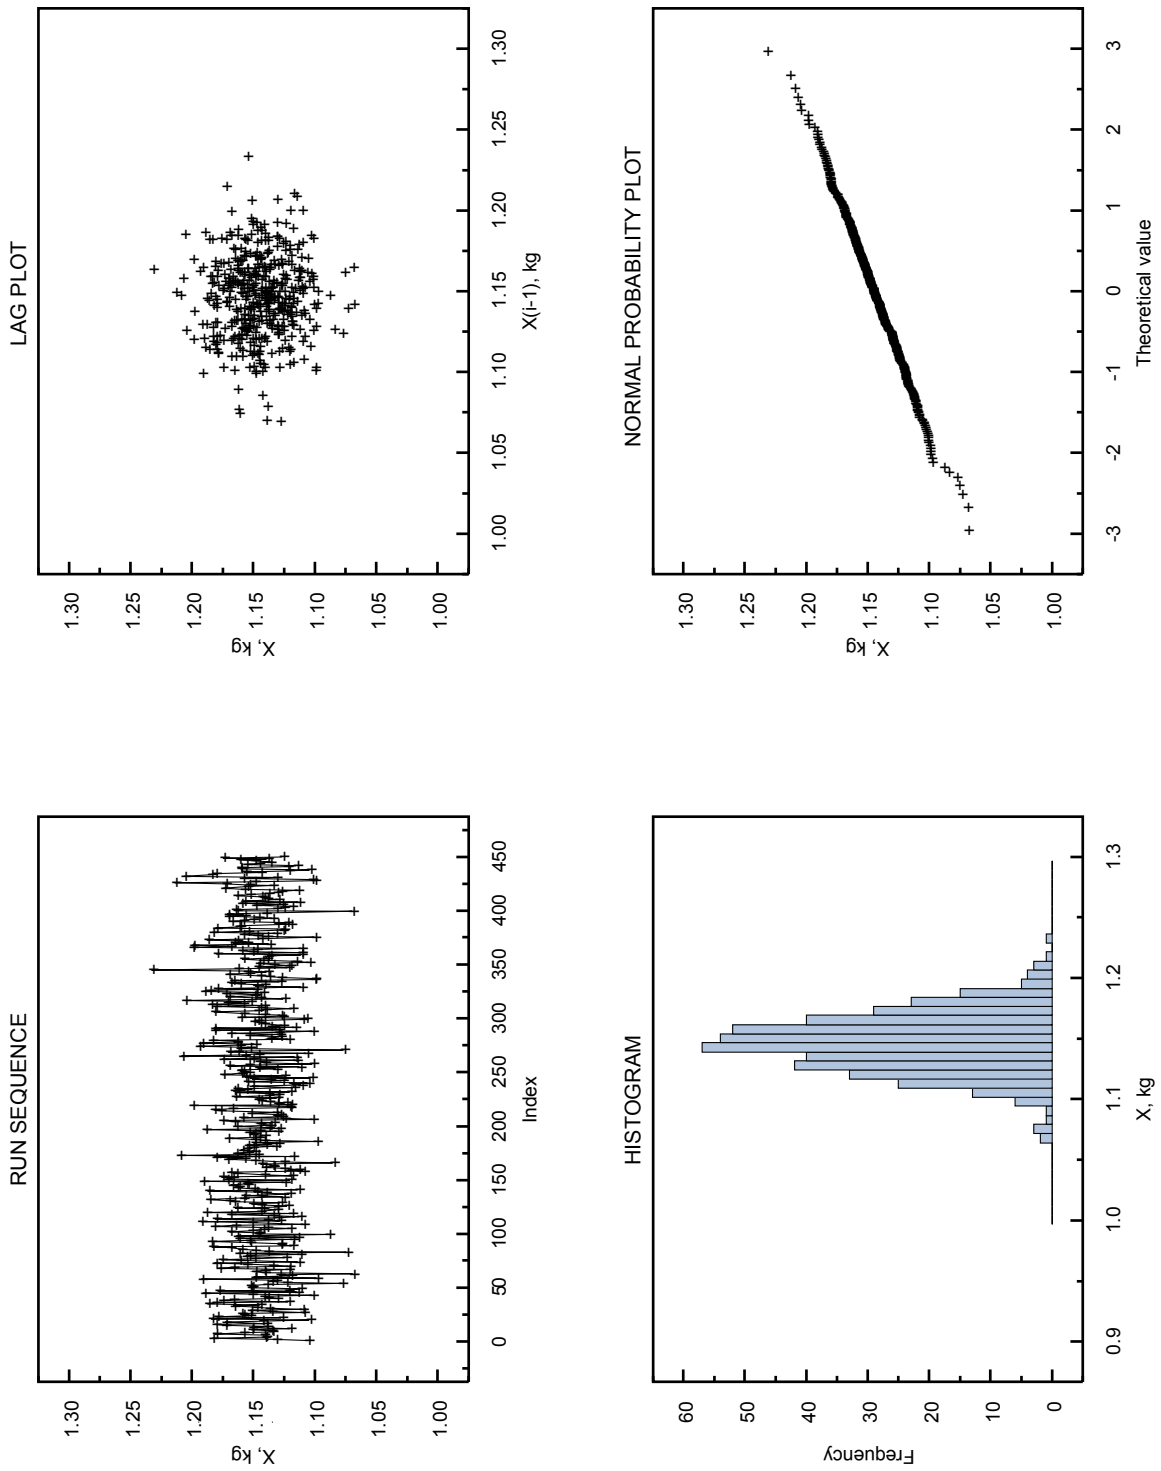 RUN SEQUENCE
1.30
1.25
1.20
1.15
1.10
1.05
1.00
X, kg
0 50 100 150 200 250 300 350 400 450
Index
LAG PLOT
1.30
1.25
1.20
1.15
1.10
1.05
1.00
X, kg
1.00 1.05 1.10 1.15 1.20 1.25 1.30
X(i-1), kg
HISTOGRAM
60
50
40
30
20
10
0
Frequency
0.9 1.0 1.1 1.2 1.3
X, kg
NORMAL PROBABILITY PLOT
1.30
1.25
1.20
1.15
1.10
1.05
1.00
X, kg
-3 -2 -1 0 1 2 3
Theoretical value